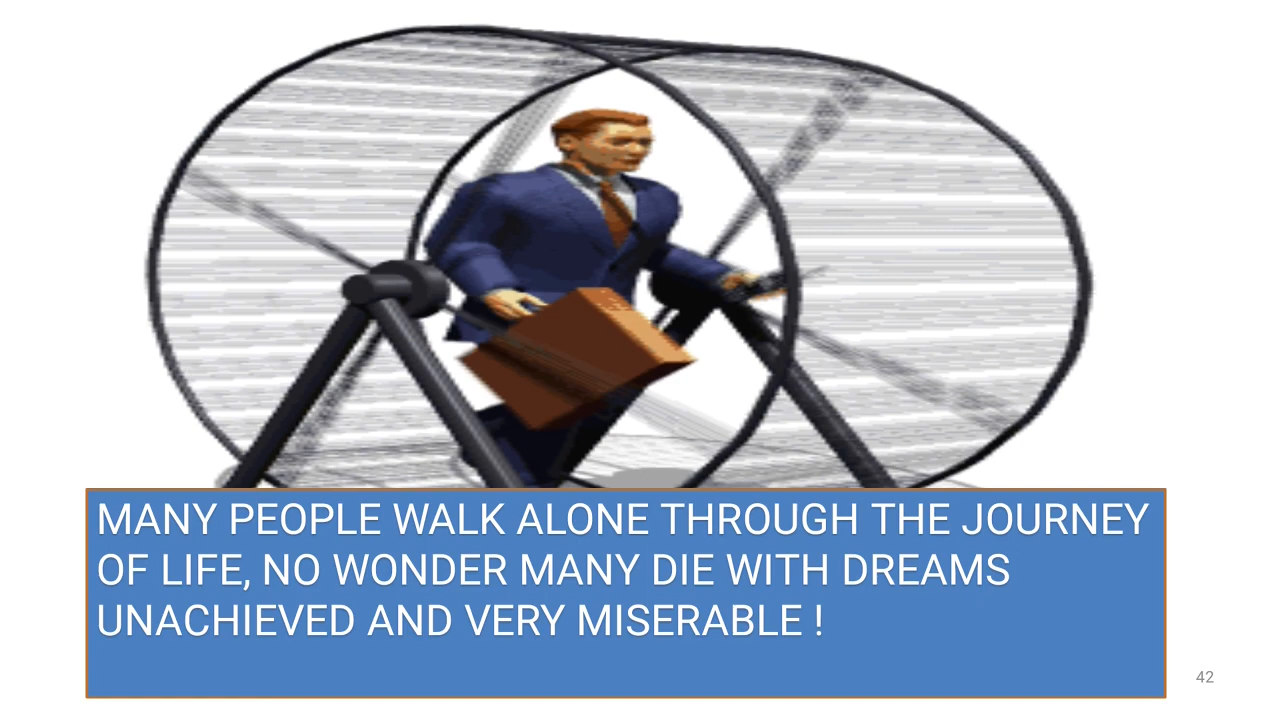 MANY PEOPLE WALK ALONE THROUGH THE JOURNEY
OF LIFE, NO WONDER MANY DIE WITH DREAMS
UNACHIEVED AND VERY MISERABLE !
42